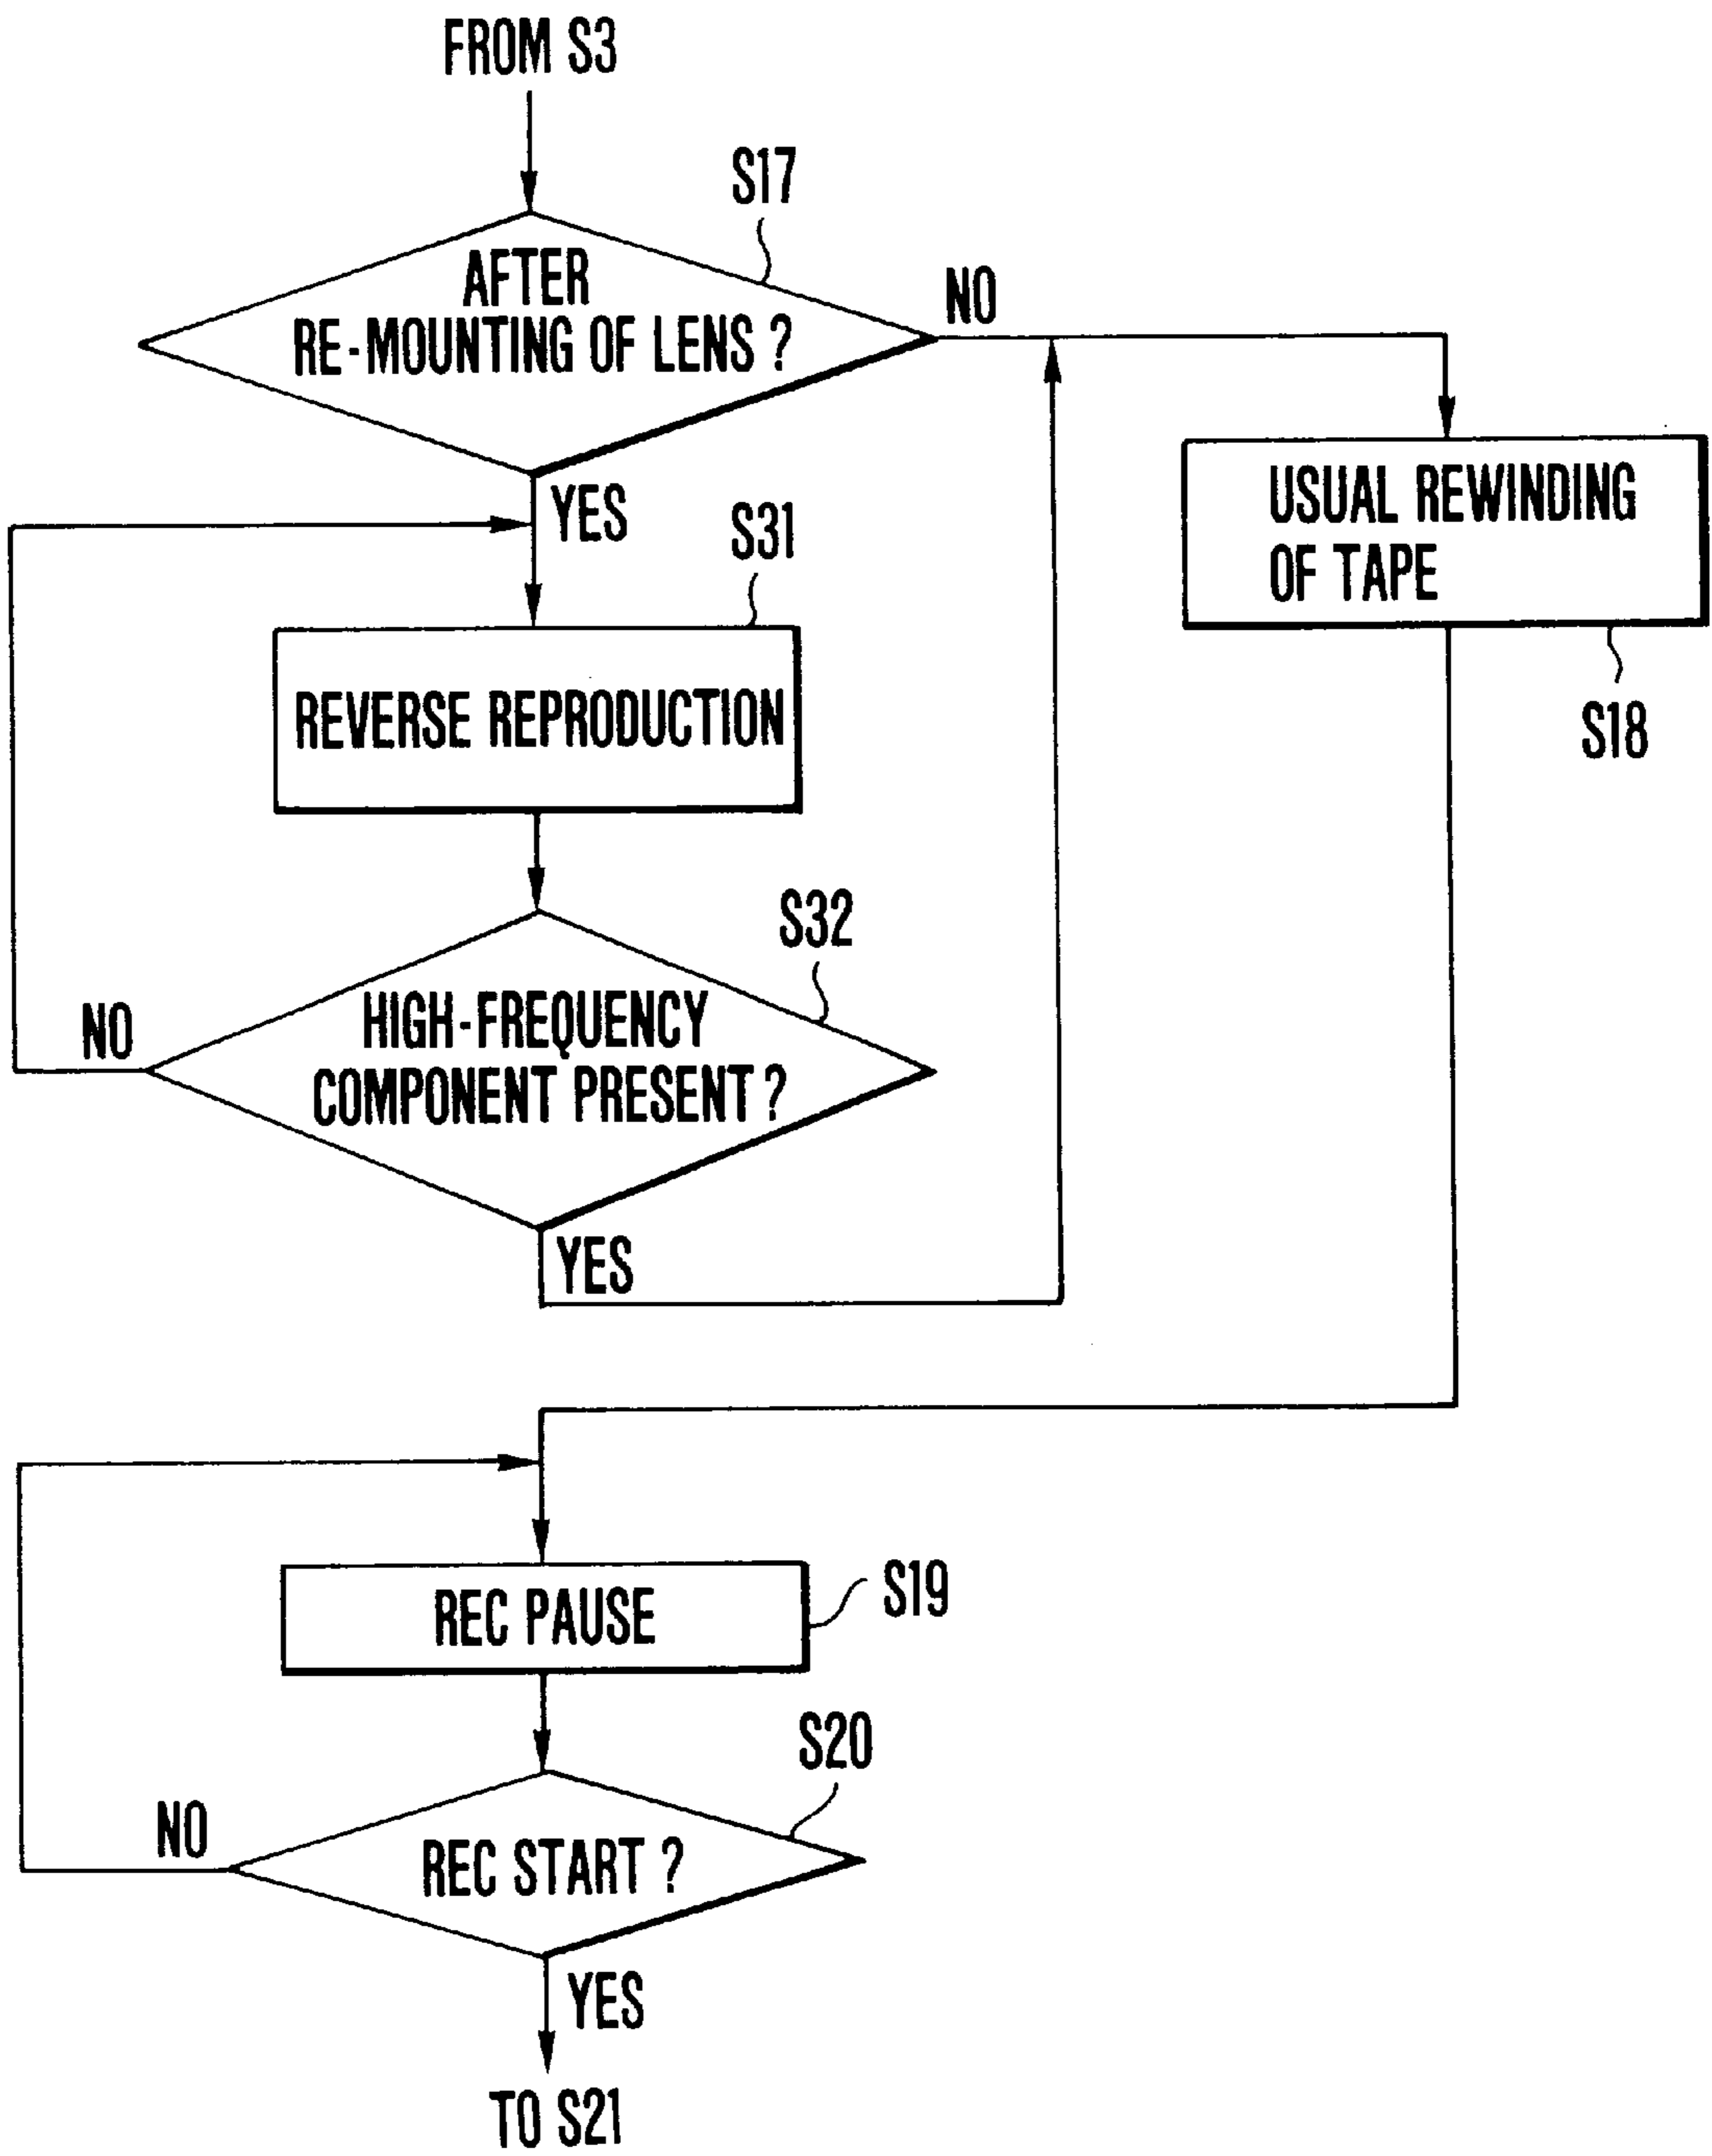 FROM S3
S17
AFTER
RE-MOUNTING OF LENS ?
NO
YES
USUAL REWINDING
OF TAPE
S18
S31
REVERSE REPRODUCTION
S32
HIGH-FREQUENCY
COMPONENT PRESENT ?
NO
YES
REC PAUSE
S19
S20
REC START ?
NO
YES
TO S21